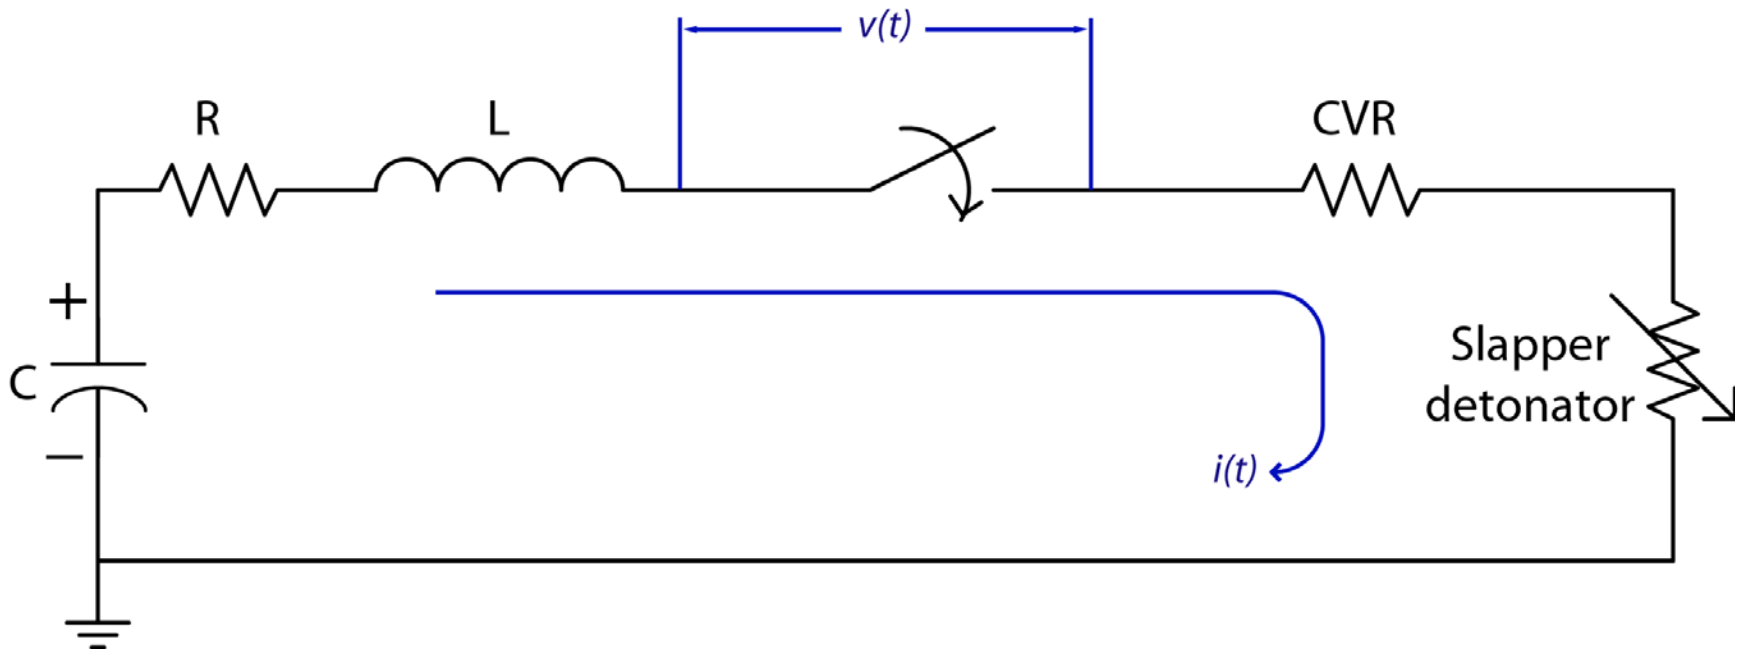 v(t)
R
L
CVR
+
C
Slapper
detonator
−
i(t)